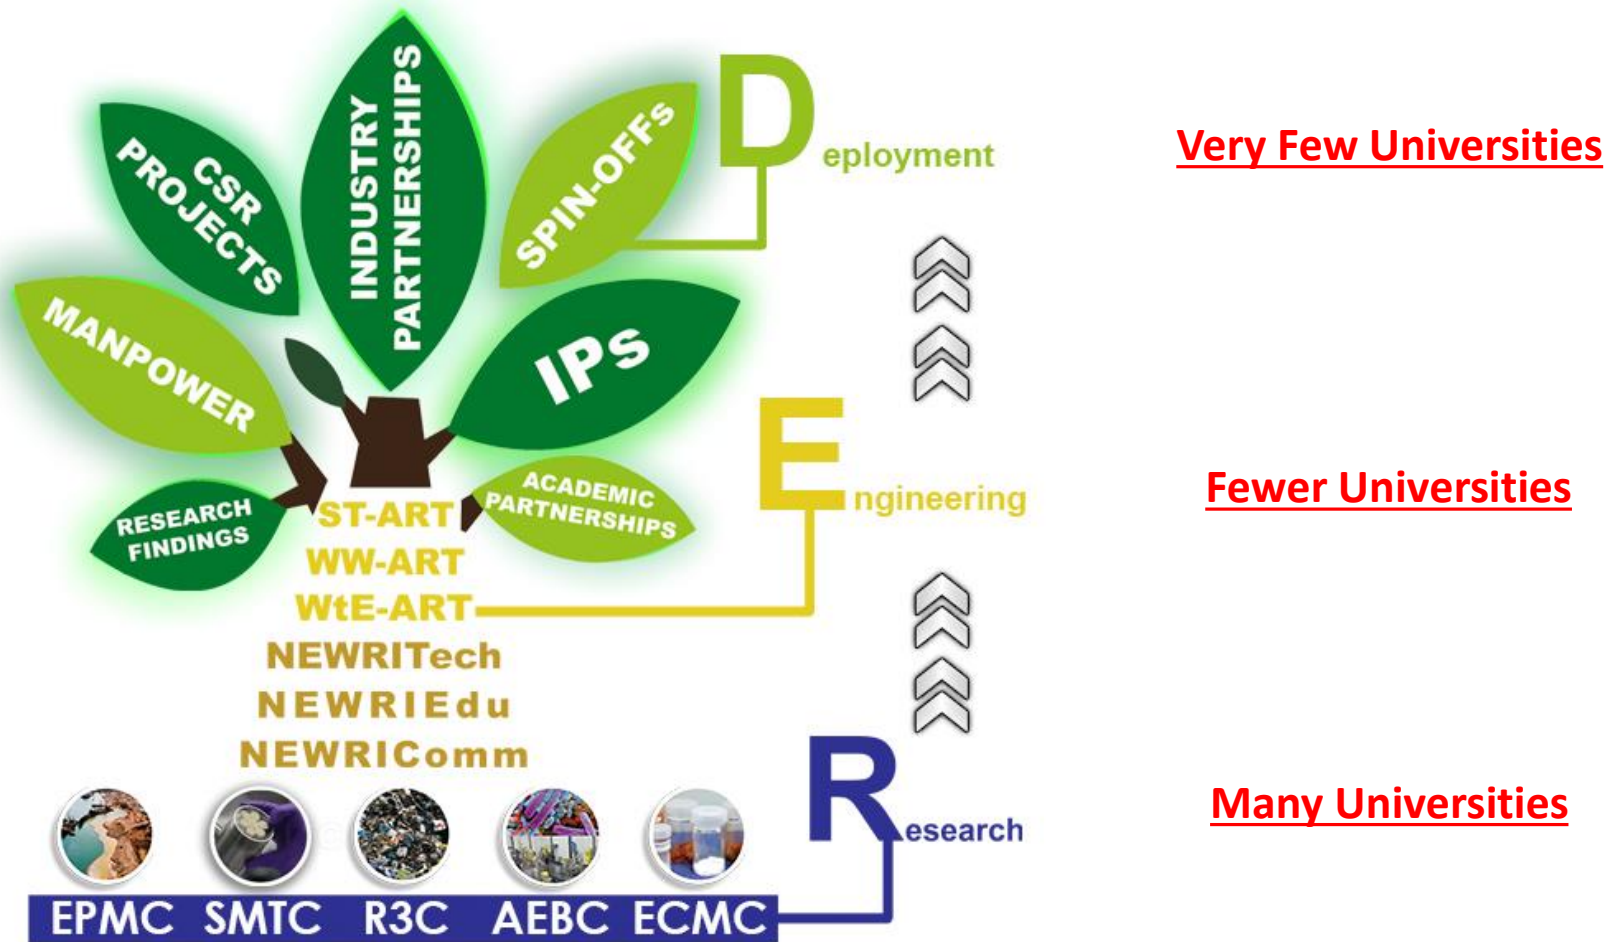 INDUSTRY
PARTNERSHIPS
CSR
PROJECTS
SPIN-OFFs
Deployment
Very Few Universities
MANPOWER
IPs
RESEARCH
FINDINGS
ACADEMIC
PARTNERSHIPS
Engineering
Fewer Universities
ST-ART
WW-ART
WtE-ART
NEWRITech
NEWRIEdu
NEWRIComm
Research
Many Universities
EPMC SMTC R3C AEBC ECMC